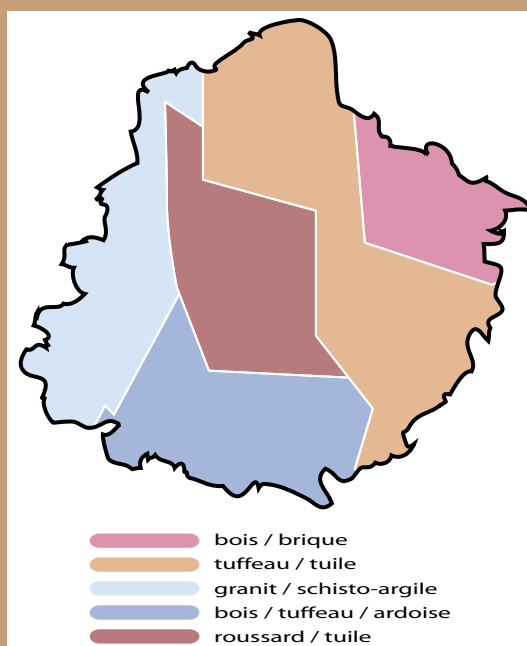 bois / brique
tuffeau / tuile
granit / schisto-argile
bois / tuffeau / ardoise
roussard / tuile